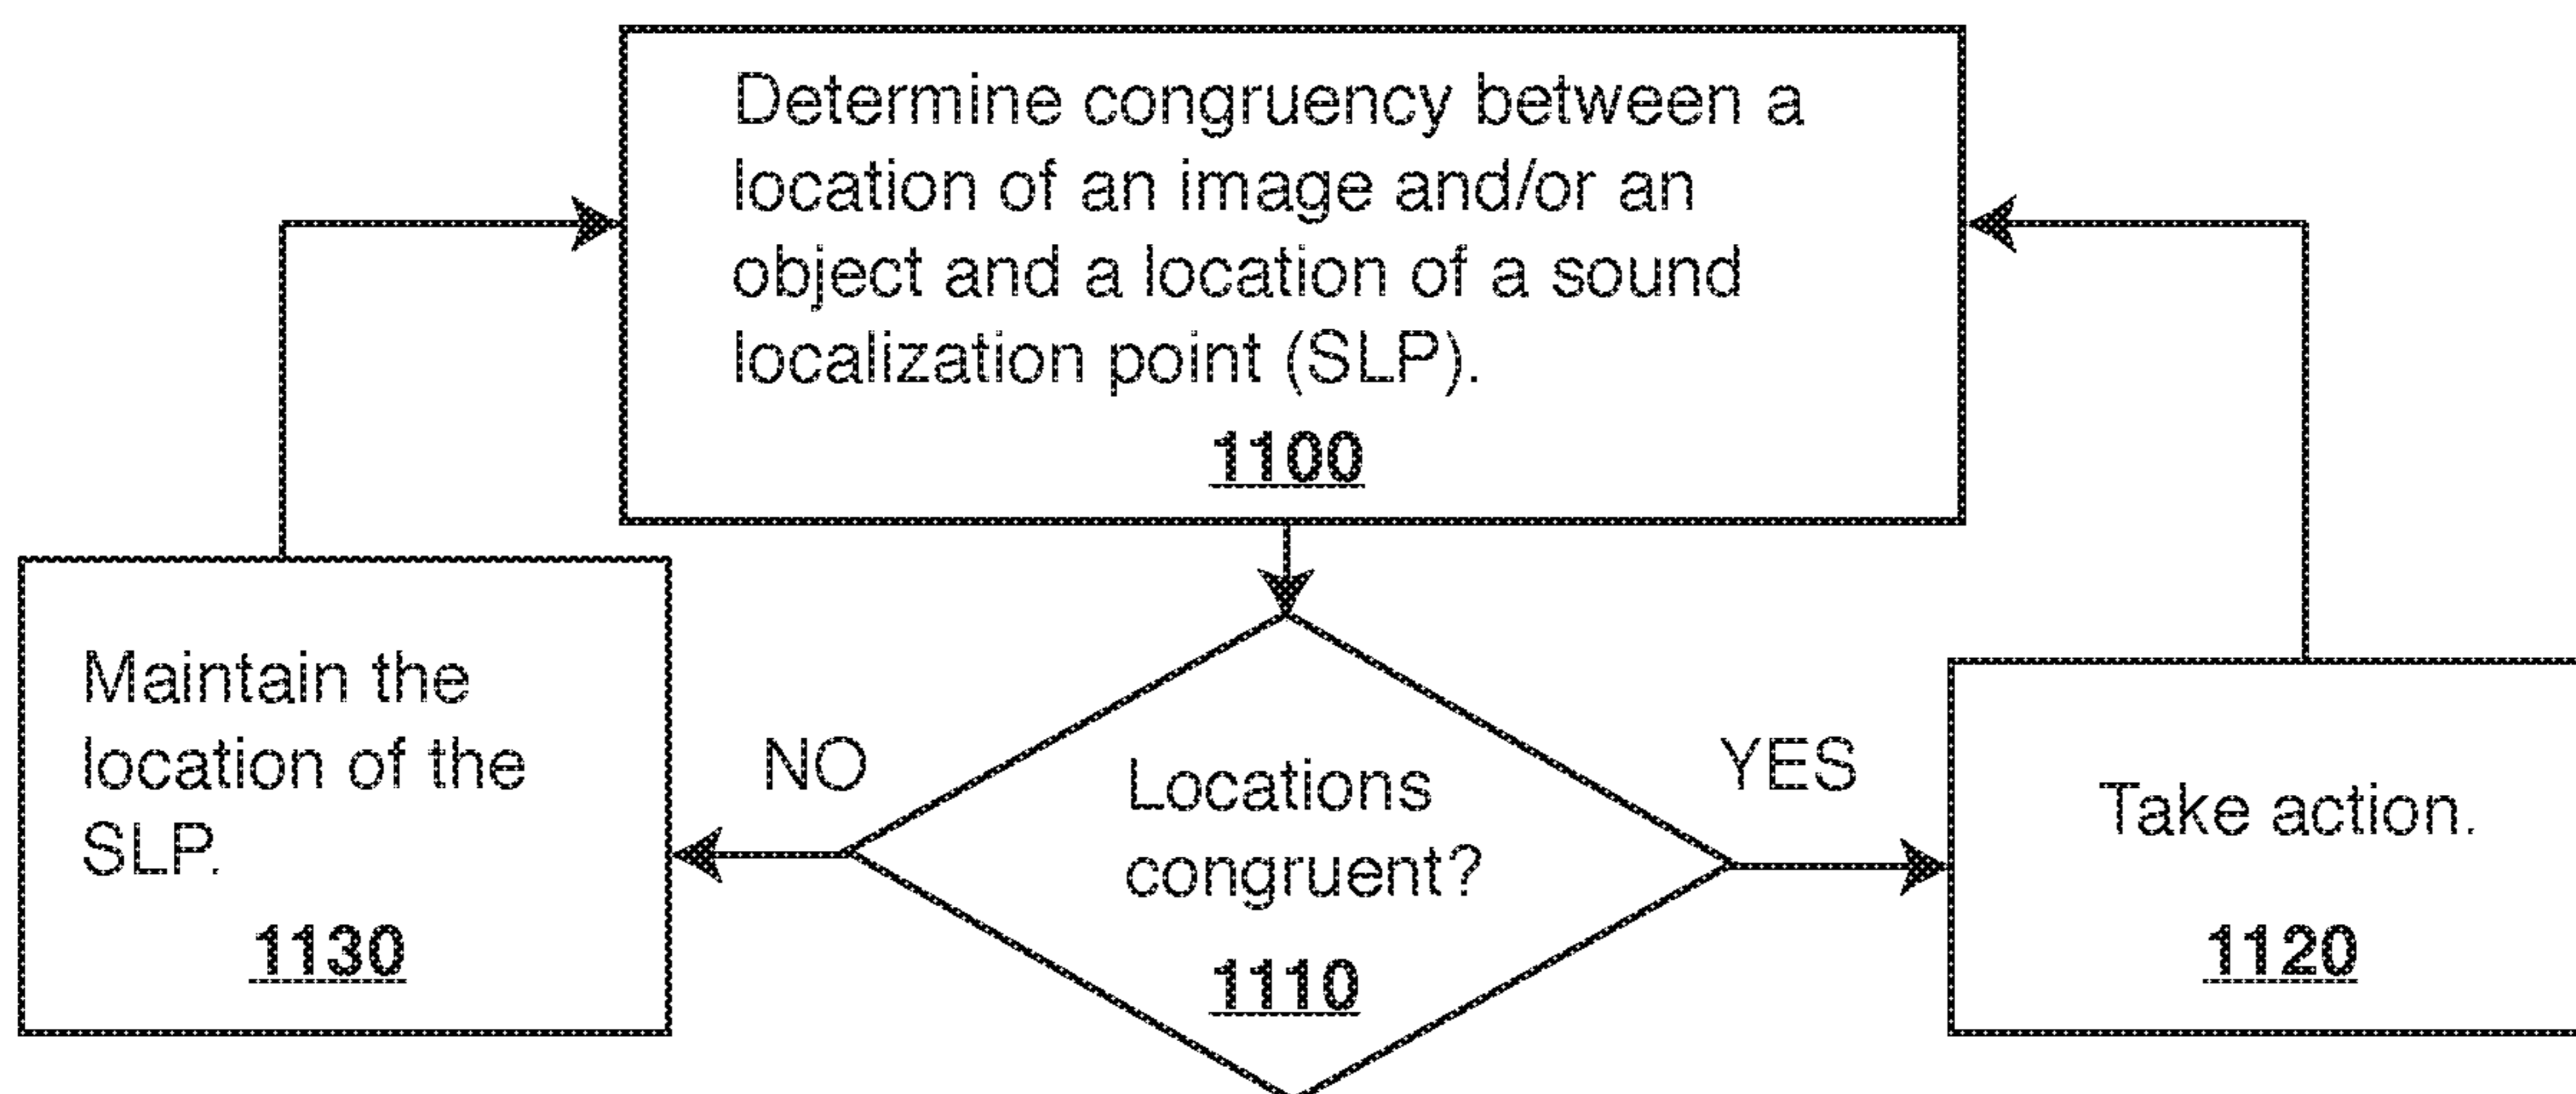 Determine congruency between a
location of an image and/or an
object and a location of a sound
localization point (SLP).
1100
Maintain the
location of the
SLP.
1130
NO
Locations
congruent?
1110
YES
Take action.
1120